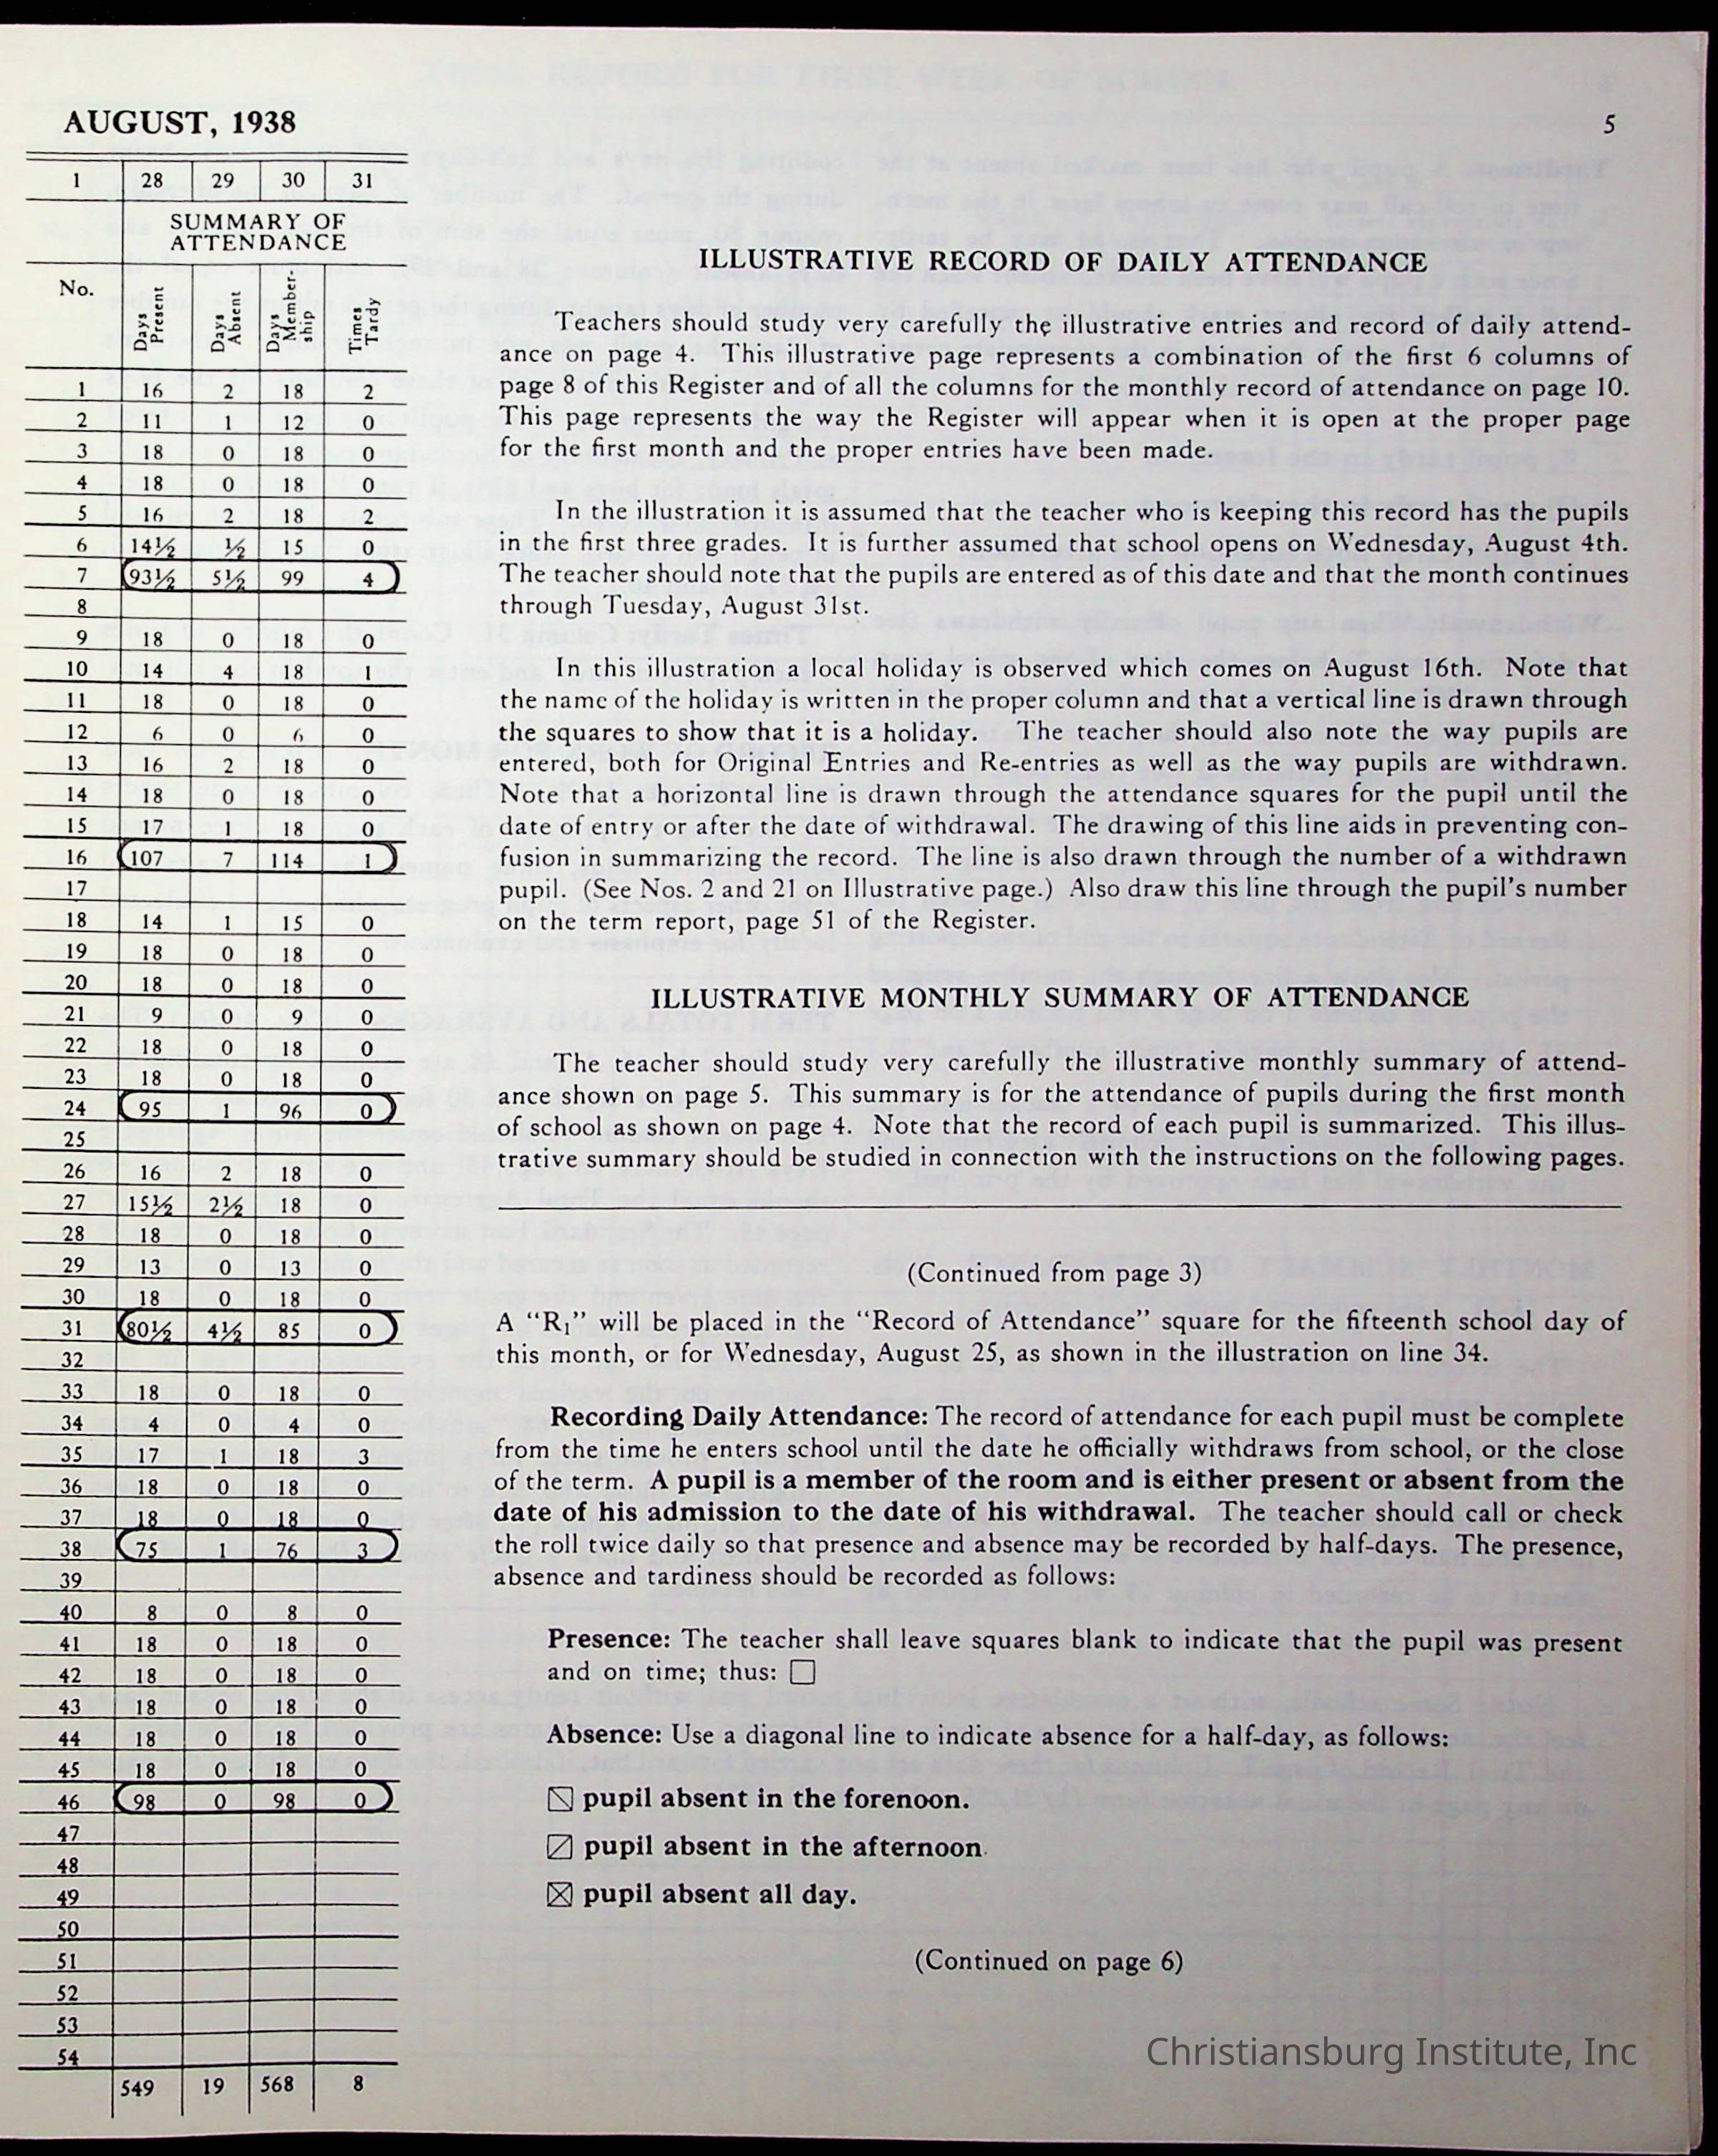 AUGUST, 1938
5
1 28 29 30 31
SUMMARY OF
ATTENDANCE
No. Days Present Days Absent Days Member-ship Times Tardy
1 16 2 18 2
2 11 1 12 0
3 18 0 18 0
4 18 0 18 0
5 16 2 18 2
6 14½ ½ 15 0
7 93½ 5½ 99 4
8
9 18 0 18 0
10 14 4 18 1
11 18 0 18 0
12 6 0 6 0
13 16 2 18 0
14 18 0 18 0
15 17 1 18 0
16 107 7 114 1
17
18 14 1 15 0
19 18 0 18 0
20 18 0 18 0
21 9 0 9 0
22 18 0 18 0
23 18 0 18 0
24 95 1 96 0
25
26 16 2 18 0
27 15½ 2½ 18 0
28 18 0 18 0
29 13 0 13 0
30 18 0 18 0
31 80½ 4½ 85 0
32
33 18 0 18 0
34 4 0 4 0
35 17 1 18 3
36 18 0 18 0
37 18 0 18 0
38 75 1 76 3
39
40 8 0 8 0
41 18 0 18 0
42 18 0 18 0
43 18 0 18 0
44 18 0 18 0
45 18 0 18 0
46 98 0 98 0
47
48
49
50
51
52
53
54
549 19 568 8
ILLUSTRATIVE RECORD OF DAILY ATTENDANCE
Teachers should study very carefully the illustrative entries and record of daily attend-
ance on page 4. This illustrative page represents a combination of the first 6 columns of
page 8 of this Register and of all the columns for the monthly record of attendance on page 10.
This page represents the way the Register will appear when it is open at the proper page
for the first month and the proper entries have been made.
In the illustration it is assumed that the teacher who is keeping this record has the pupils
in the first three grades. It is further assumed that school opens on Wednesday, August 4th.
The teacher should note that the pupils are entered as of this date and that the month continues
through Tuesday, August 31st.
In this illustration a local holiday is observed which comes on August 16th. Note that
the name of the holiday is written in the proper column and that a vertical line is drawn through
the squares to show that it is a holiday. The teacher should also note the way pupils are
entered, both for Original Entries and Re-entries as well as the way pupils are withdrawn.
Note that a horizontal line is drawn through the attendance squares for the pupil until the
date of entry or after the date of withdrawal. The drawing of this line aids in preventing con-
fusion in summarizing the record. The line is also drawn through the number of a withdrawn
pupil. (See Nos. 2 and 21 on Illustrative page.) Also draw this line through the pupil's number
on the term report, page 51 of the Register.
ILLUSTRATIVE MONTHLY SUMMARY OF ATTENDANCE
The teacher should study very carefully the illustrative monthly summary of attend-
ance shown on page 5. This summary is for the attendance of pupils during the first month
of school as shown on page 4. Note that the record of each pupil is summarized. This illus-
trative summary should be studied in connection with the instructions on the following pages.
(Continued from page 3)
A "R1" will be placed in the "Record of Attendance" square for the fifteenth school day of
this month, or for Wednesday, August 25, as shown in the illustration on line 34.
Recording Daily Attendance: The record of attendance for each pupil must be complete
from the time he enters school until the date he officially withdraws from school, or the close
of the term. A pupil is a member of the room and is either present or absent from the
date of his admission to the date of his withdrawal. The teacher should call or check
the roll twice daily so that presence and absence may be recorded by half-days. The presence,
absence and tardiness should be recorded as follows:
Presence: The teacher shall leave squares blank to indicate that the pupil was present
and on time; thus:
Absence: Use a diagonal line to indicate absence for a half-day, as follows:
pupil absent in the forenoon.
pupil absent in the afternoon.
pupil absent all day.
(Continued on page 6)
Christiansburg Institute, Inc